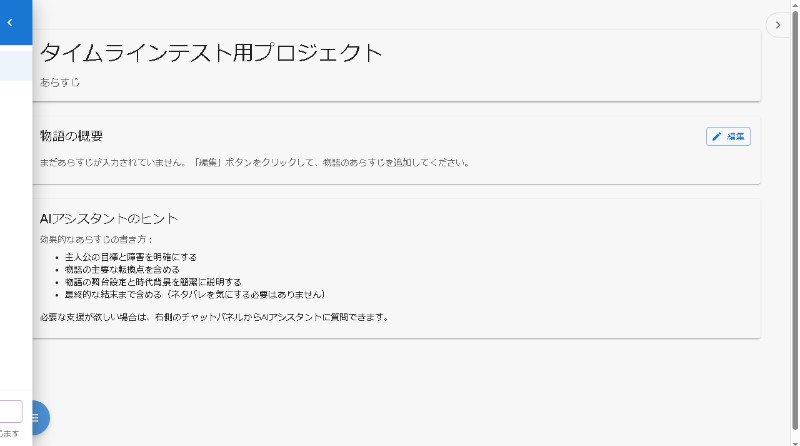 タイムラインテスト用プロジェクト
あらすじ
物語の概要
編集
まだあらすじが入力されていません。「編集」ボタンをクリックして、物語のあらすじを追加してください。
AIアシスタントのヒント
効果的なあらすじの書き方：
• 主人公の目標と障害を明確にする
• 物語の主要な転換点を含める
• 物語の舞台設定と時代背景を簡潔に説明する
• 最終的な結末まで含める（ネタバレを気にする必要はありません）
必要な支援が欲しい場合は、右側のチャットパネルからAIアシスタントに質問できます。
じます